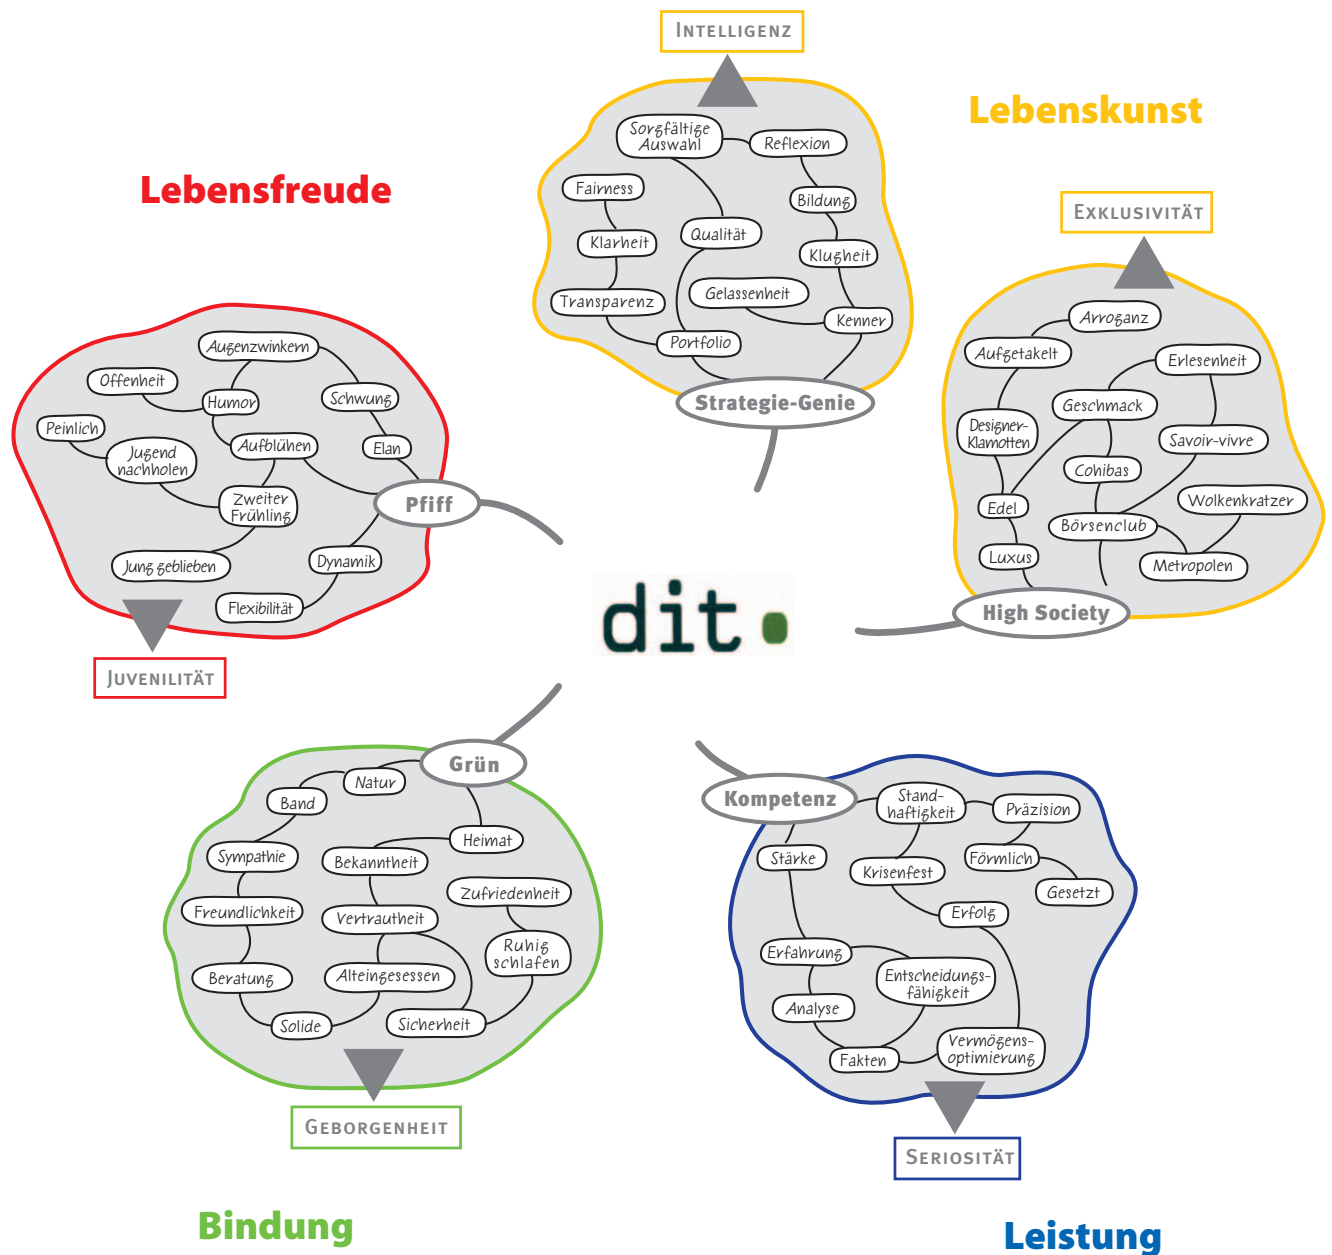 INTELLIGENZ
Lebenskunst
Sorgfältige
Auswahl
Reflexion
Fairness
Bildung
Klarheit
Qualität
Klugheit
Transparenz
Gelassenheit
Kenner
Portfolio
Strategie-Genie
EXKLUSIVITÄT
Arroganz
Aufgetakelt
Erlesenheit
Geschmack
Designer-
Klamotten
Savoir-vivre
Cohibas
Edel
Wolkenkratzer
Börsenclub
Luxus
Metropolen
High Society
Lebensfreude
Augenzwinkern
Offenheit
Humor
Schwung
Peinlich
Jugend
nachholen
Aufblühen
Elan
Zweiter
Frühling
Pfiff
Jung geblieben
Dynamik
Flexibilität
JUVENILITÄT
dit
Grün
Natur
Band
Heimat
Sympathie
Bekanntheit
Zufriedenheit
Freundlichkeit
Vertrautheit
Ruhig
schlafen
Beratung
Alteingesessen
Solide
Sicherheit
GEBORGENHEIT
Bindung
Kompetenz
Stand-
haftigkeit
Präzision
Stärke
Krisenfest
Förmlich
Gesetzt
Erfolg
Erfahrung
Entscheidungs-
fähigkeit
Analyse
Fakten
Vermögens-
optimierung
SERIOSITÄT
Leistung